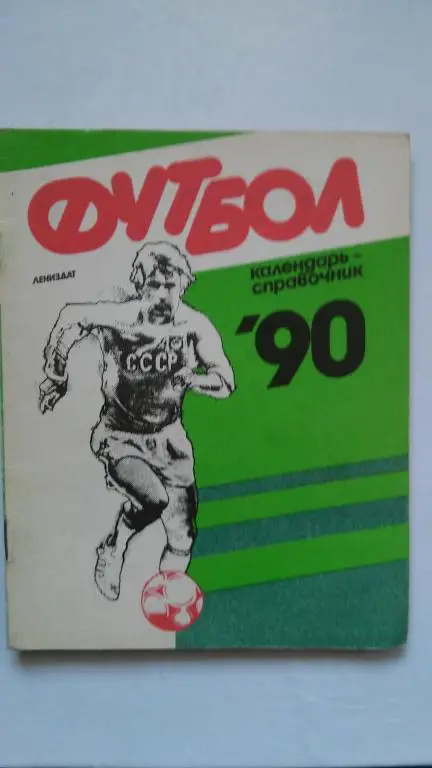 ФУТБОЛ
ЛЕНИЗДАТ
календарь-
справочник
'90
СССР